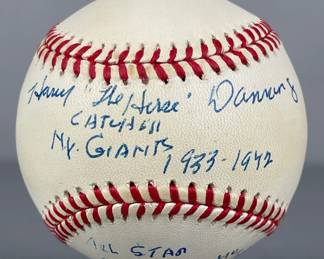 Harry "The Horse" Danning
CATCHER
N.Y. GIANTS
1933-1942
ALL STAR